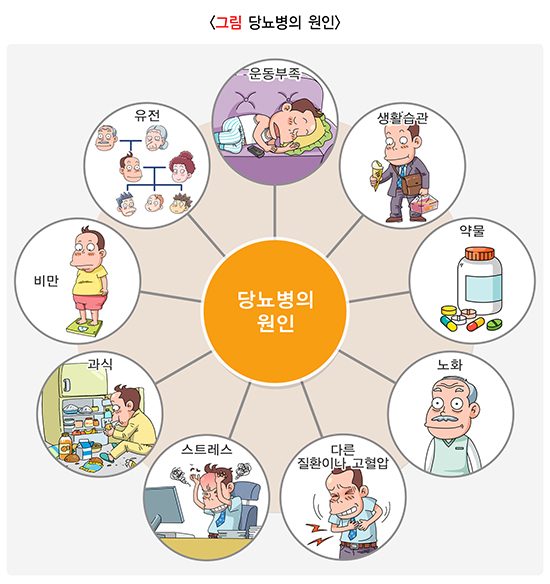 <그림 당뇨병의 원인>
운동부족
생활습관
약물
노화
다른
질환이나 고혈압
스트레스
과식
비만
유전
당뇨병의
원인